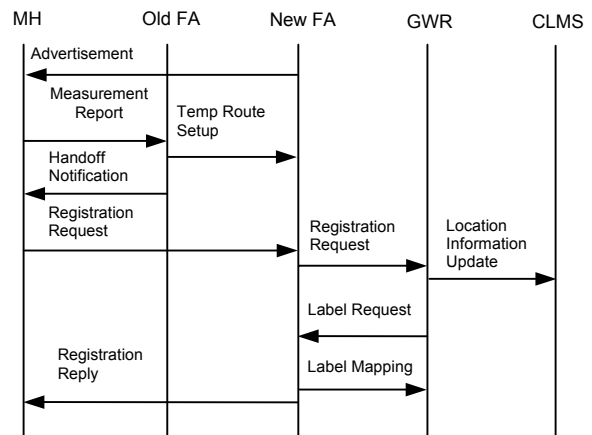 MH Old FA New FA GWR CLMS
Advertisement
Measurement
Report
Temp Route
Setup
Handoff
Notification
Registration
Request
Registration
Request
Location
Information
Update
Label Request
Registration
Reply
Label Mapping